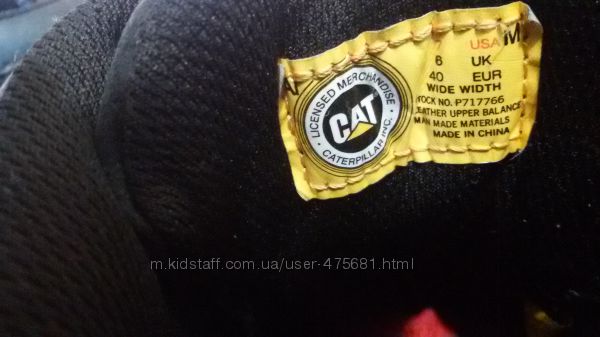 7 USA M
6 UK
40 EUR
WIDE WIDTH
STOCK NO. P717766
LEATHER UPPER BALANCE
MAN MADE MATERIALS
MADE IN CHINA
LICENSED MERCHANDISE
CAT
CATERPILLAR INC.
m.kidstaff.com.ua/user-475681.html